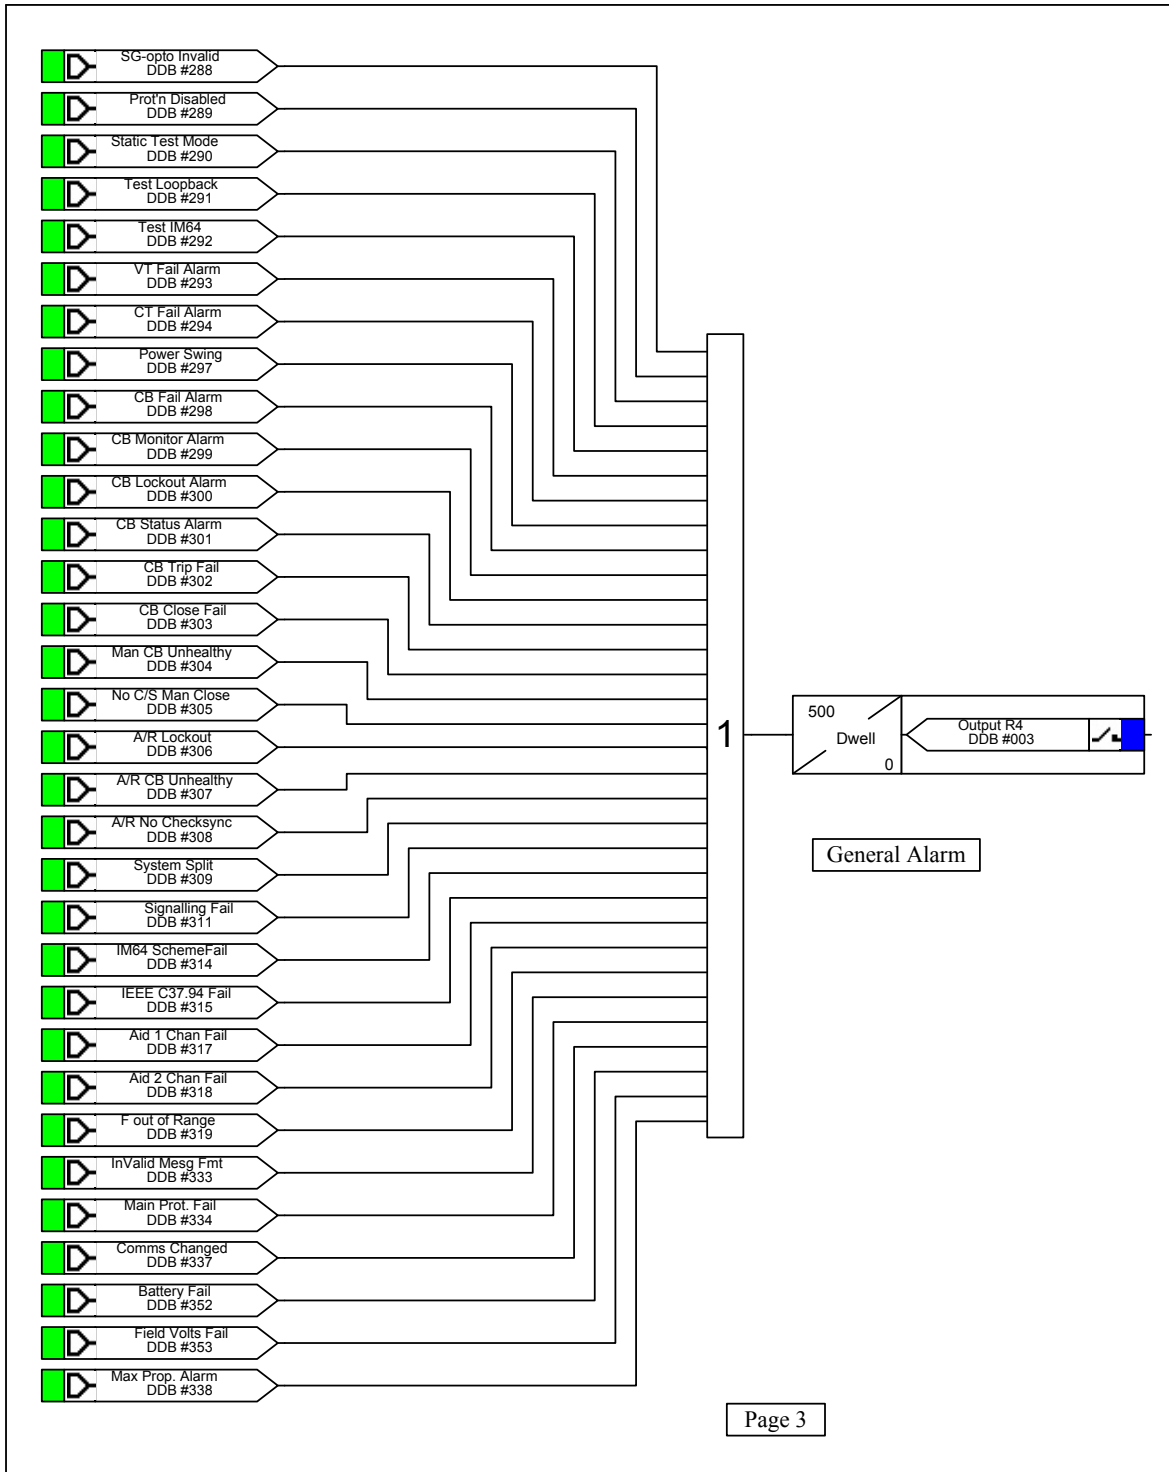 SG-opto Invalid
DDB #288
Prot'n Disabled
DDB #289
Static Test Mode
DDB #290
Test Loopback
DDB #291
Test IM64
DDB #292
VT Fail Alarm
DDB #293
CT Fail Alarm
DDB #294
Power Swing
DDB #297
CB Fail Alarm
DDB #298
CB Monitor Alarm
DDB #299
CB Lockout Alarm
DDB #300
CB Status Alarm
DDB #301
CB Trip Fail
DDB #302
CB Close Fail
DDB #303
Man CB Unhealthy
DDB #304
No C/S Man Close
DDB #305
A/R Lockout
DDB #306
A/R CB Unhealthy
DDB #307
A/R No Checksync
DDB #308
System Split
DDB #309
Signalling Fail
DDB #311
IM64 SchemeFail
DDB #314
IEEE C37.94 Fail
DDB #315
Aid 1 Chan Fail
DDB #317
Aid 2 Chan Fail
DDB #318
F out of Range
DDB #319
InValid Mesg Fmt
DDB #333
Main Prot. Fail
DDB #334
Comms Changed
DDB #337
Battery Fail
DDB #352
Field Volts Fail
DDB #353
Max Prop. Alarm
DDB #338
1
500
Dwell
0
Output R4
DDB #003
General Alarm
Page 3